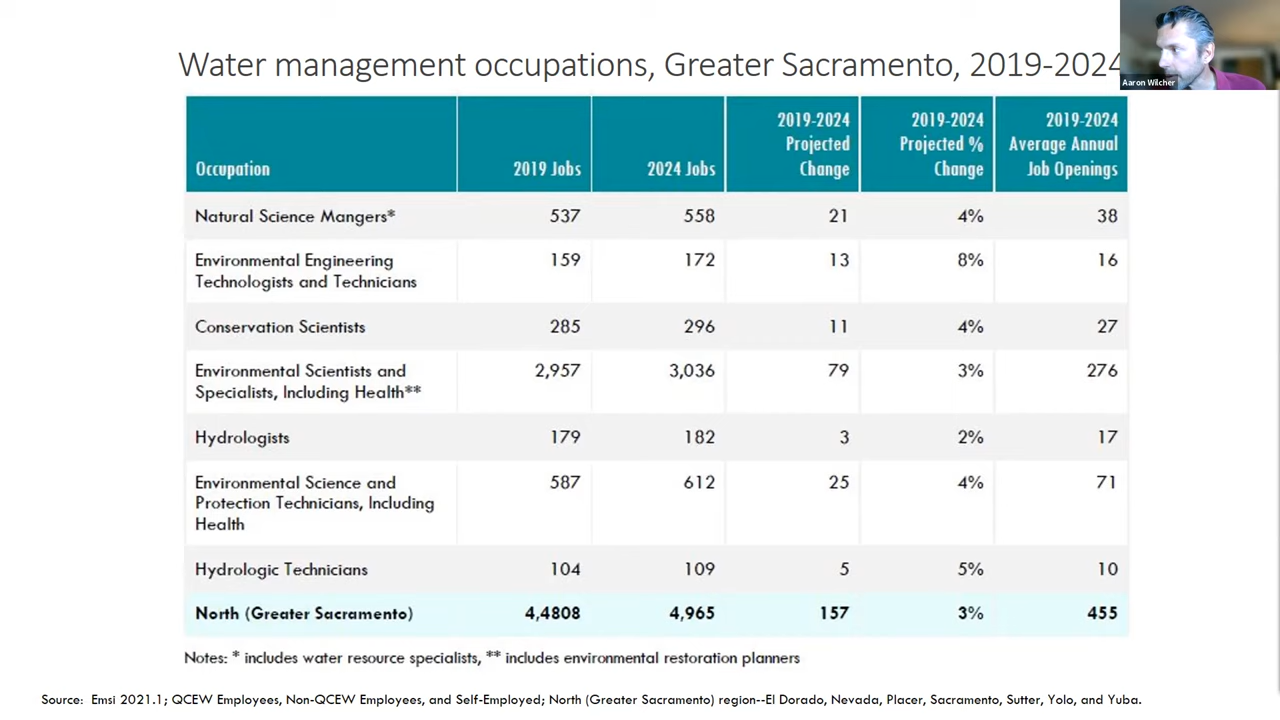 Water management occupations, Greater Sacramento, 2019-2024
Aaron Wilcher
Occupation 2019 Jobs 2024 Jobs 2019-2024 Projected Change 2019-2024 Projected % Change 2019-2024 Average Annual Job Openings
Natural Science Mangers* 537 558 21 4% 38
Environmental Engineering 159 172 13 8% 16
Technologists and Technicians
Conservation Scientists 285 296 11 4% 27
Environmental Scientists and 2,957 3,036 79 3% 276
Specialists, Including Health**
Hydrologists 179 182 3 2% 17
Environmental Science and 587 612 25 4% 71
Protection Technicians, Including
Health
Hydrologic Technicians 104 109 5 5% 10
North (Greater Sacramento) 4,4808 4,965 157 3% 455
Notes: * includes water resource specialists, ** includes environmental restoration planners
Source: Emsi 2021.1; QCEW Employees, Non-QCEW Employees, and Self-Employed; North (Greater Sacramento) region--El Dorado, Nevada, Placer, Sacramento, Sutter, Yolo, and Yuba.